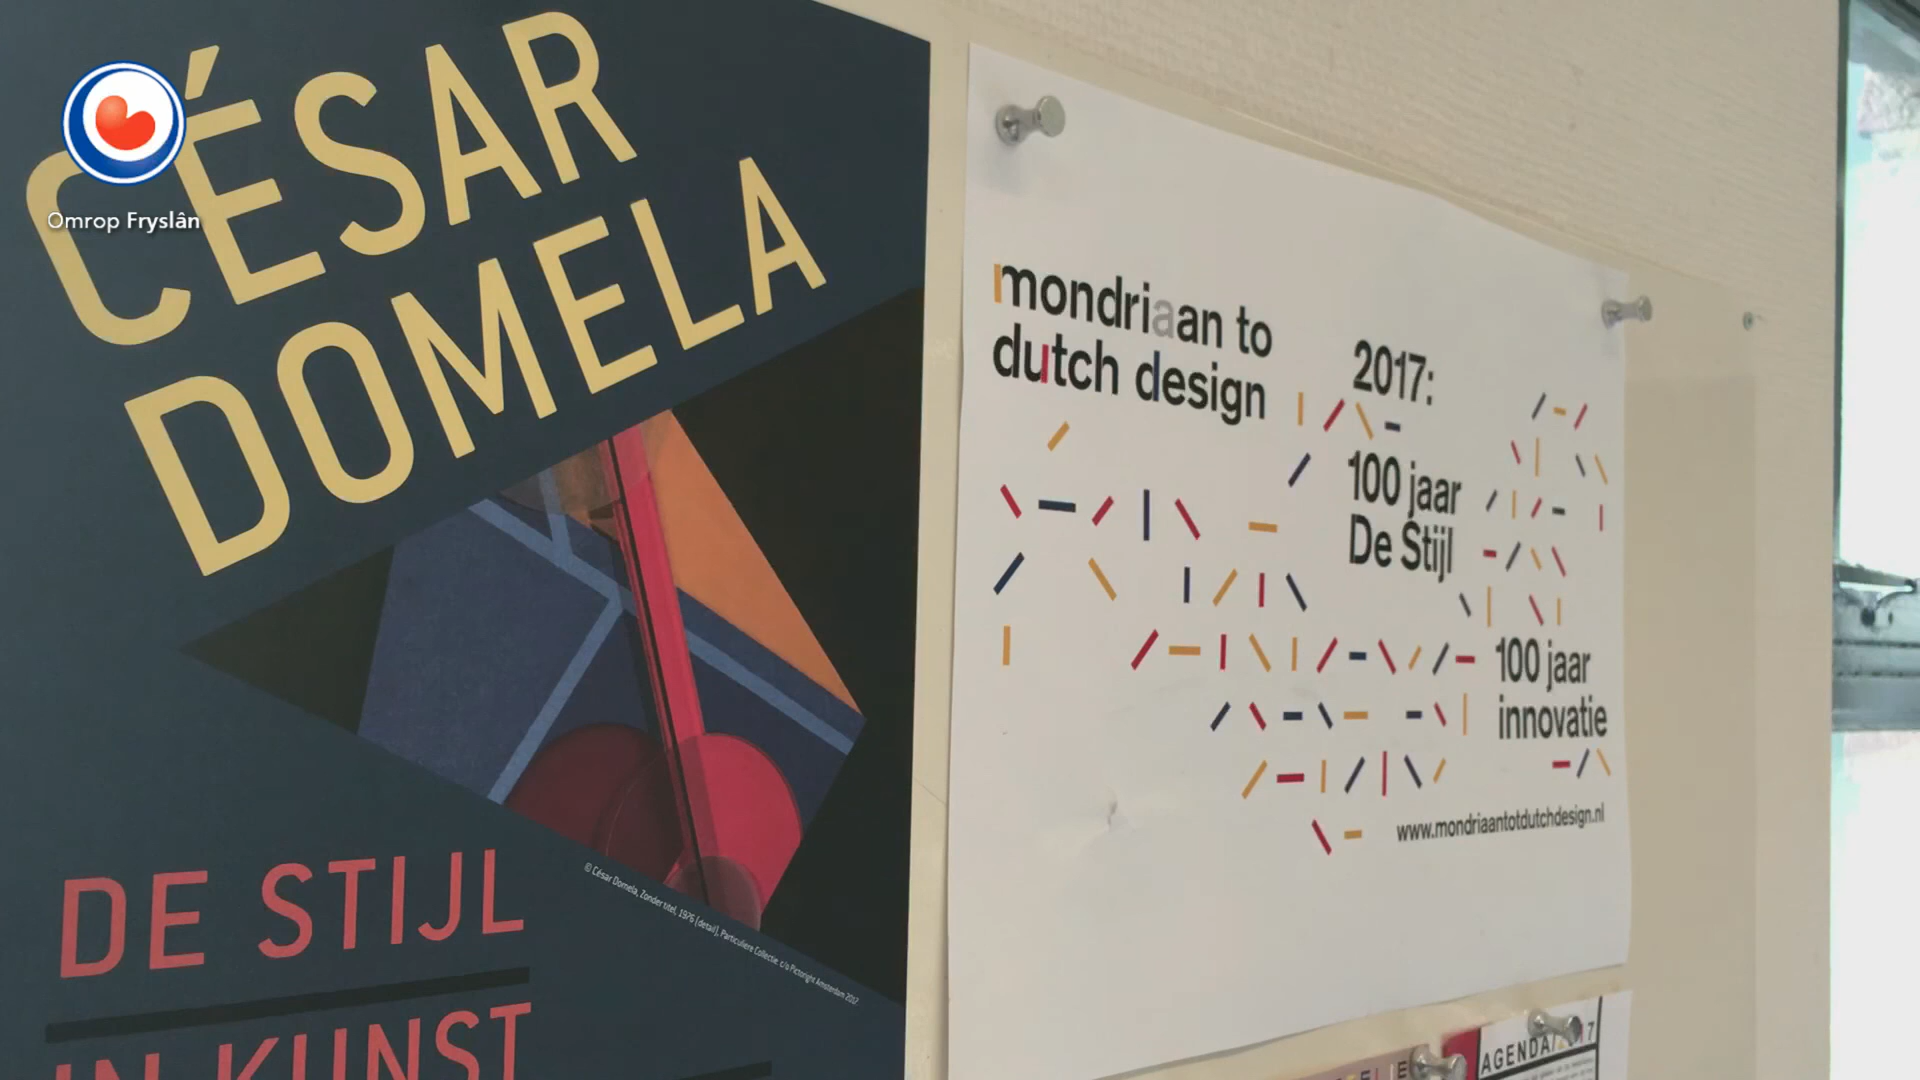 Omrop Fryslân
CÉSAR
DOMELA
© César Domela, Zonder titel, 1976 (detail), Particuliere Collectie. c/o Pictoright Amsterdam 2017
DE STIJL
IN KUNST
mondriaan to
dutch design
2017:
100 jaar
De Stijl
100 jaar
innovatie
www.mondriaantotdutchdesign.nl
AGENDA/2017